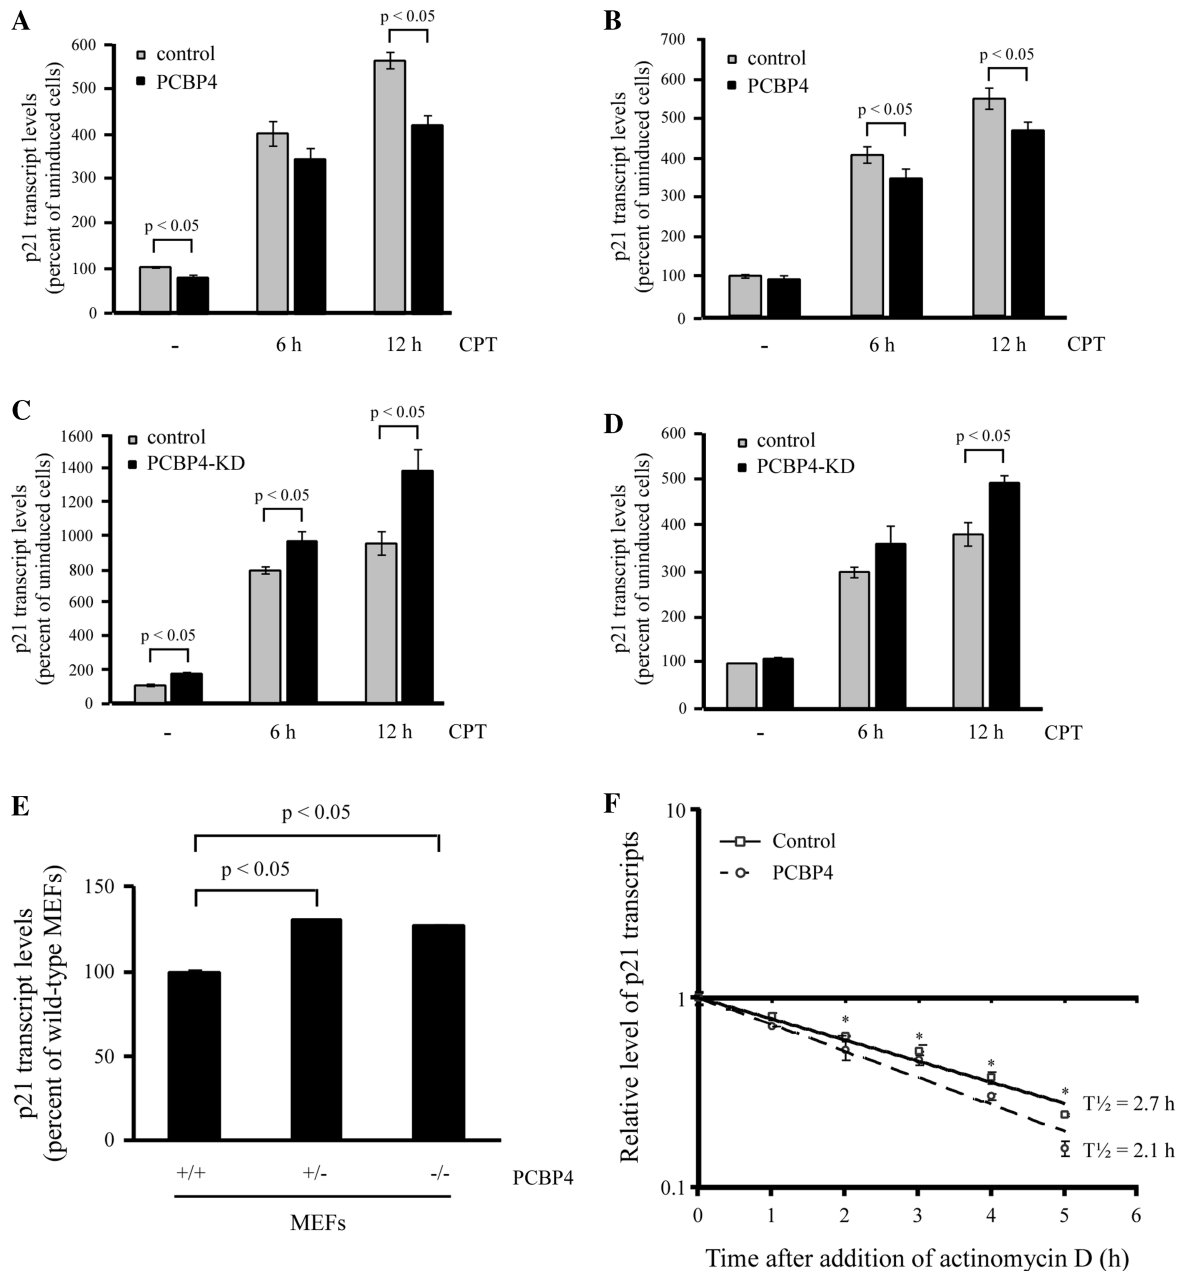 A
p < 0.05
600
500
400
300
200
100
0
p21 transcript levels
(percent of uninduced cells)
control
PCBP4
p < 0.05
- 6 h 12 h CPT
B
700
600
500
400
300
200
100
0
p21 transcript levels
(percent of uninduced cells)
control
PCBP4
p < 0.05
p < 0.05
- 6 h 12 h CPT
C
1600
1400
1200
1000
800
600
400
200
0
p21 transcript levels
(percent of uninduced cells)
control
PCBP4-KD
p < 0.05
p < 0.05
p < 0.05
- 6 h 12 h CPT
D
600
500
400
300
200
100
0
p21 transcript levels
(percent of uninduced cells)
control
PCBP4-KD
p < 0.05
- 6 h 12 h CPT
E
p < 0.05
p < 0.05
150
100
50
0
p21 transcript levels
(percent of wild-type MEFs)
+/+ +/- -/- PCBP4
MEFs
F
10
1
0.1
Relative level of p21 transcripts
Control
PCBP4
* * * *
T½ = 2.7 h
T½ = 2.1 h
0 1 2 3 4 5 6
Time after addition of actinomycin D (h)